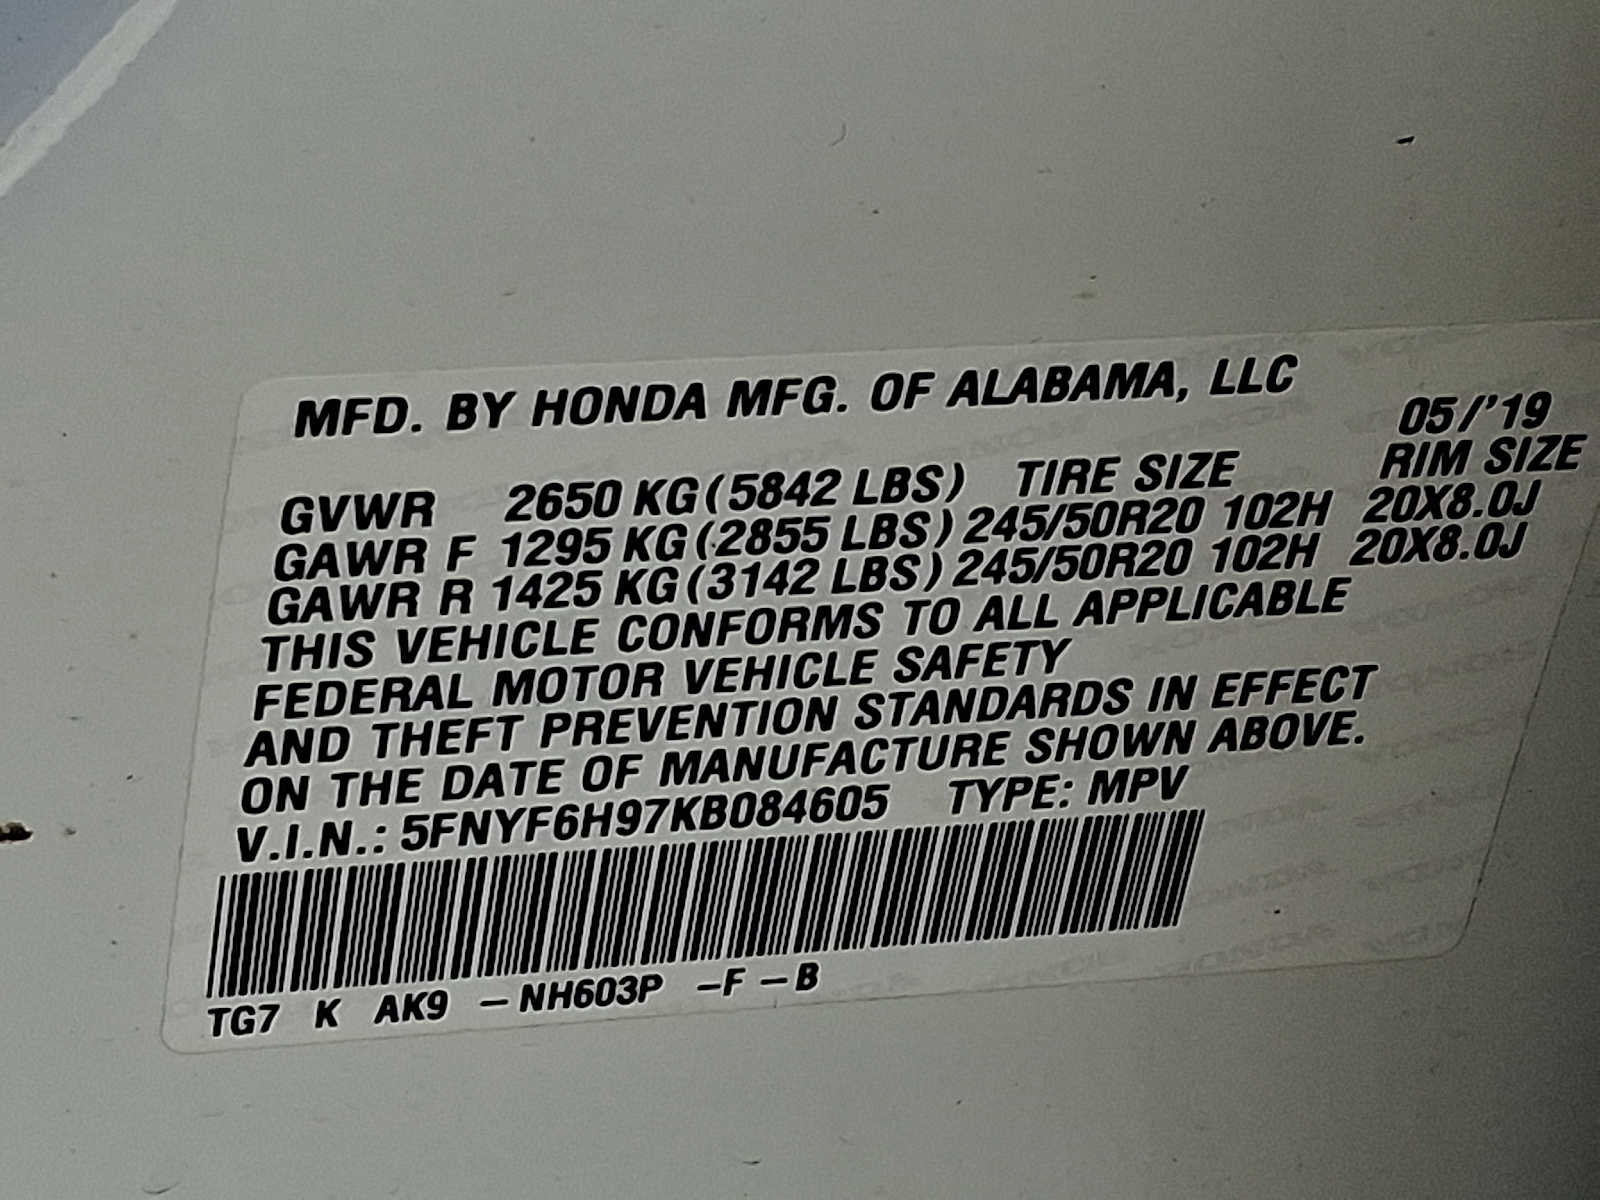 MFD. BY HONDA MFG. OF ALABAMA, LLC
05/'19
GVWR 2650 KG (5842 LBS) TIRE SIZE RIM SIZE
GAWR F 1295 KG (2855 LBS) 245/50R20 102H 20X8.0J
GAWR R 1425 KG (3142 LBS) 245/50R20 102H 20X8.0J
THIS VEHICLE CONFORMS TO ALL APPLICABLE
FEDERAL MOTOR VEHICLE SAFETY
AND THEFT PREVENTION STANDARDS IN EFFECT
ON THE DATE OF MANUFACTURE SHOWN ABOVE.
V.I.N.: 5FNYF6H97KB084605 TYPE: MPV
TG7 K AK9 –NH603P –F –B